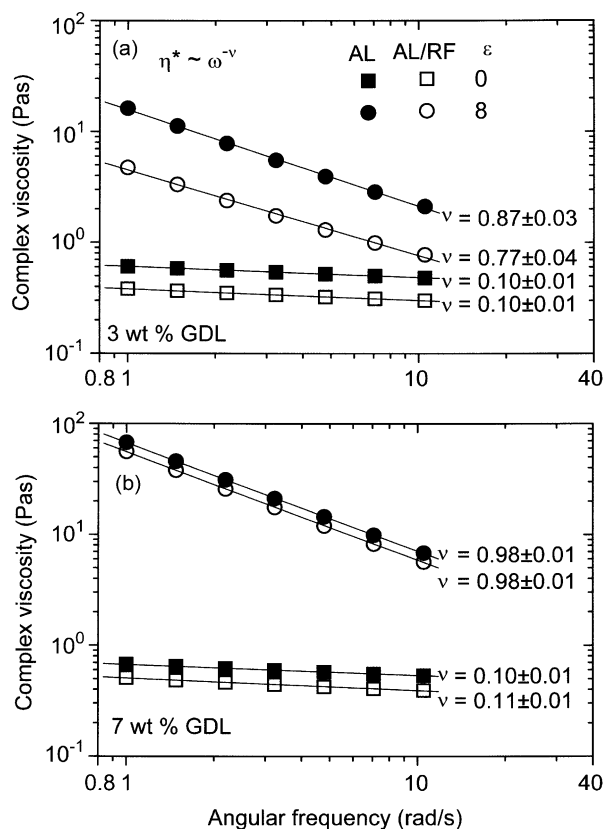 (a) η* ~ ω^-ν
AL AL/RF ε
0
8
10^2
10^1
10^0
10^-1
Complex viscosity (Pas)
ν = 0.87±0.03
ν = 0.77±0.04
ν = 0.10±0.01
ν = 0.10±0.01
3 wt % GDL
0.8 1 10 40
10^2
10^1
10^0
10^-1
Complex viscosity (Pas)
(b)
ν = 0.98±0.01
ν = 0.98±0.01
ν = 0.10±0.01
ν = 0.11±0.01
7 wt % GDL
0.8 1 10 40
Angular frequency (rad/s)